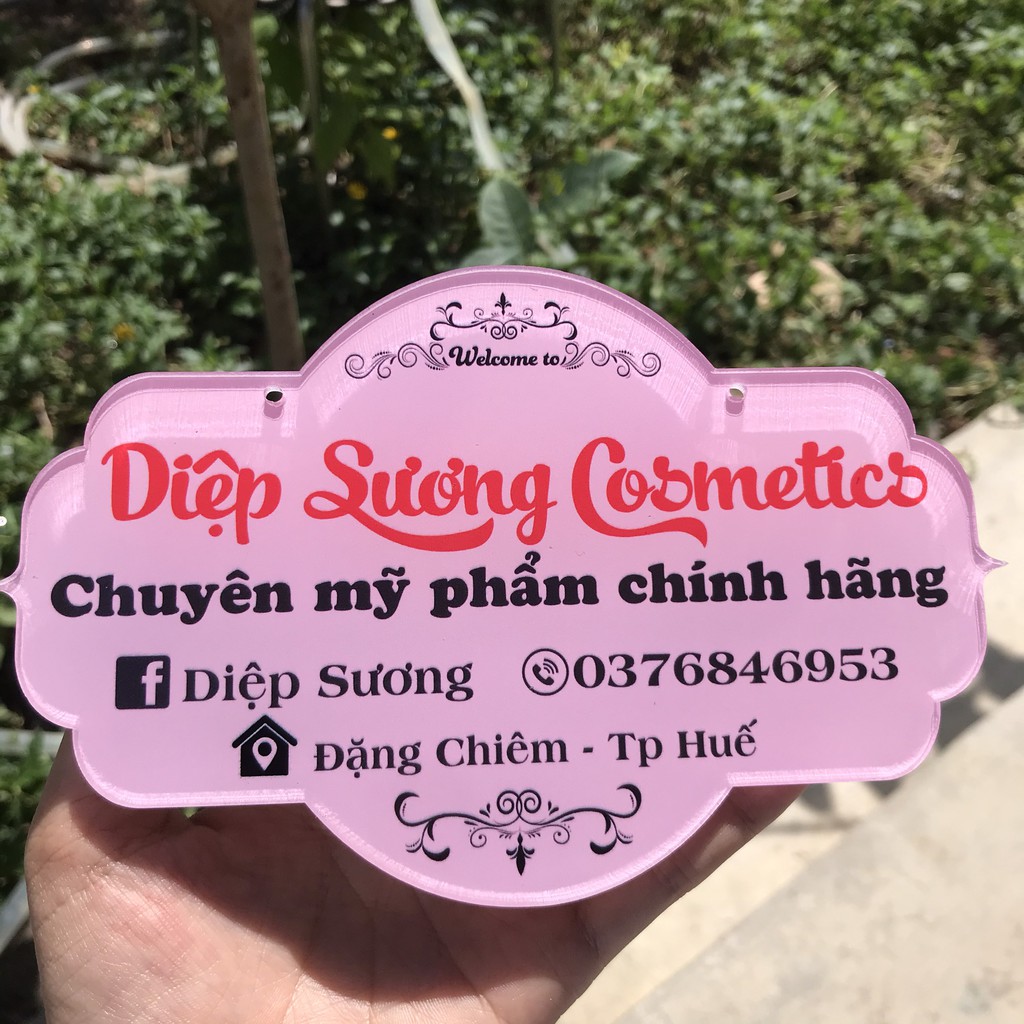 Welcome to
Diệp Sương Cosmetics
Chuyên mỹ phẩm chính hãng
f Diệp Sương 0376846953
Đặng Chiêm - Tp Huế